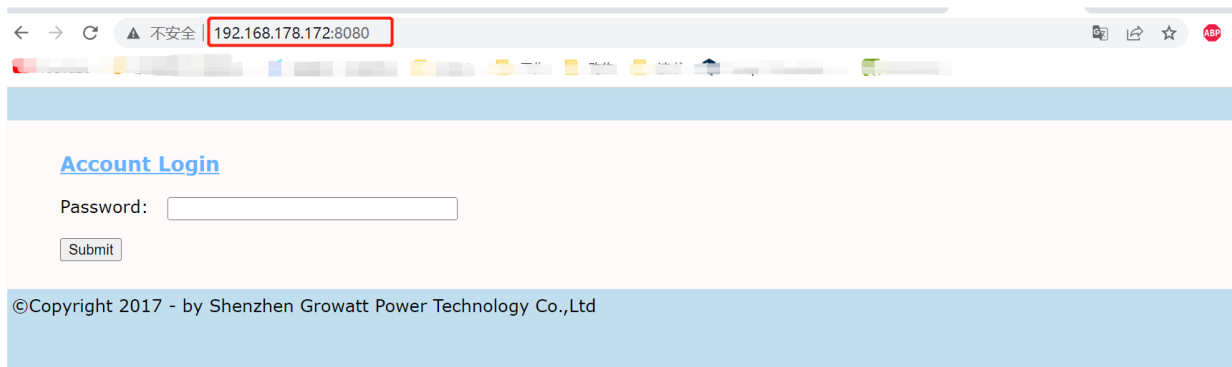 不安全 192.168.178.172:8080
ABP
Account Login
Password:
Submit
©Copyright 2017 - by Shenzhen Growatt Power Technology Co.,Ltd